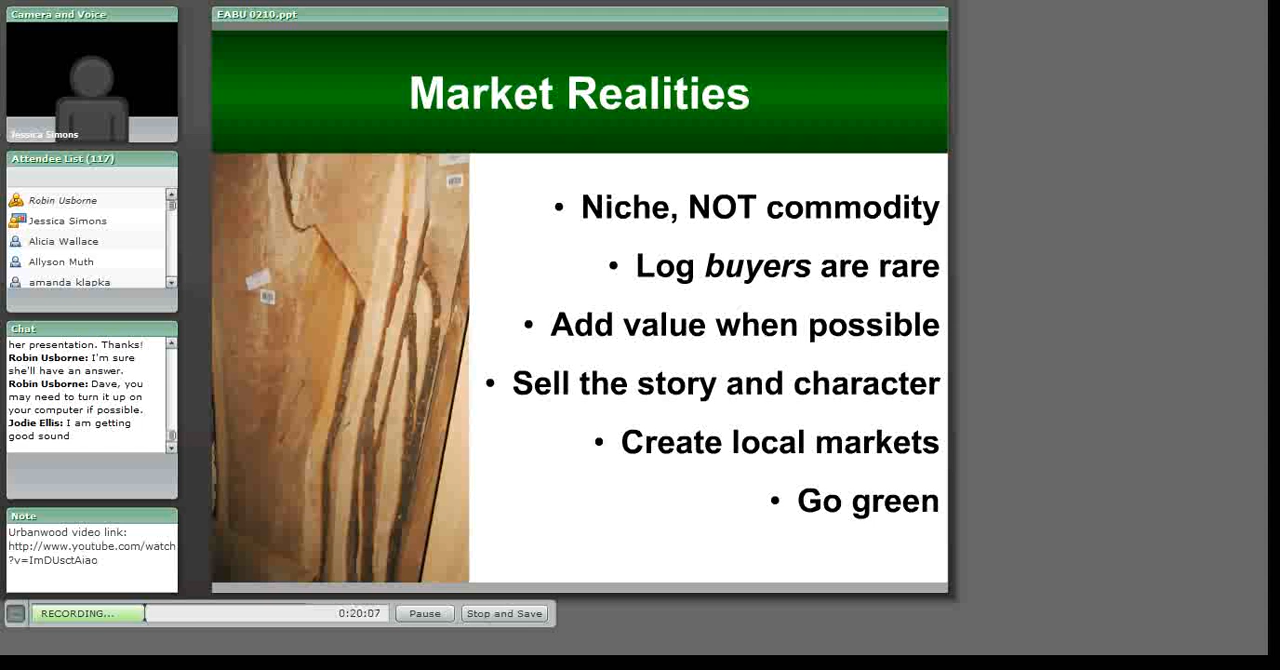 Camera and Voice
Jessica Simons
Attendee List (117)
Robin Usborne
Jessica Simons
Alicia Wallace
Allyson Muth
amanda klapka
Chat
her presentation. Thanks!
Robin Usborne: I'm sure
she'll have an answer.
Robin Usborne: Dave, you
may need to turn it up on
your computer if possible.
Jodie Ellis: I am getting
good sound
Note
Urbanwood video link:
http://www.youtube.com/watch
?v=ImDUsctAiao
EABU 0210.ppt
Market Realities
• Niche, NOT commodity
• Log buyers are rare
• Add value when possible
• Sell the story and character
• Create local markets
• Go green
RECORDING...
0:20:07
Pause
Stop and Save